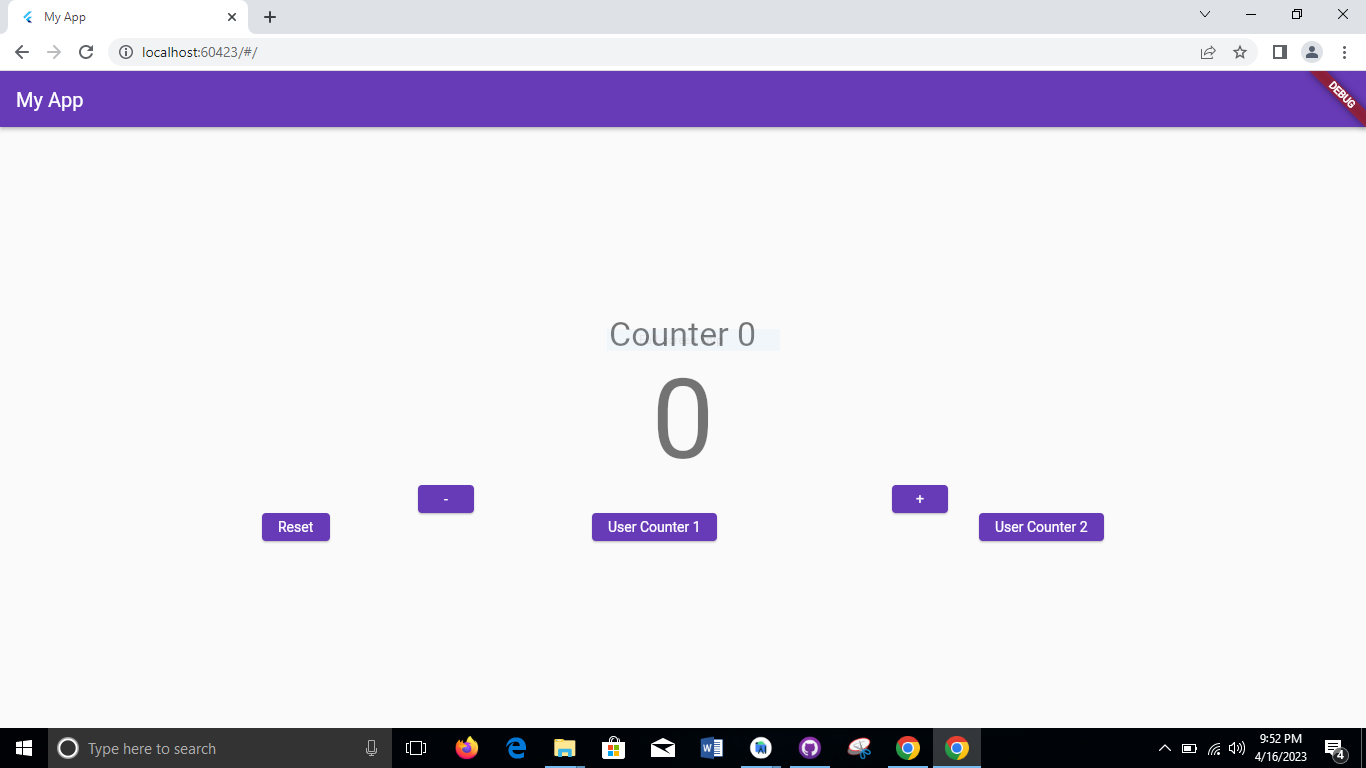 My App
localhost:60423/#/
My App
DEBUG
Counter 0
0
-
+
Reset
User Counter 1
User Counter 2
Type here to search
9:52 PM
4/16/2023
4